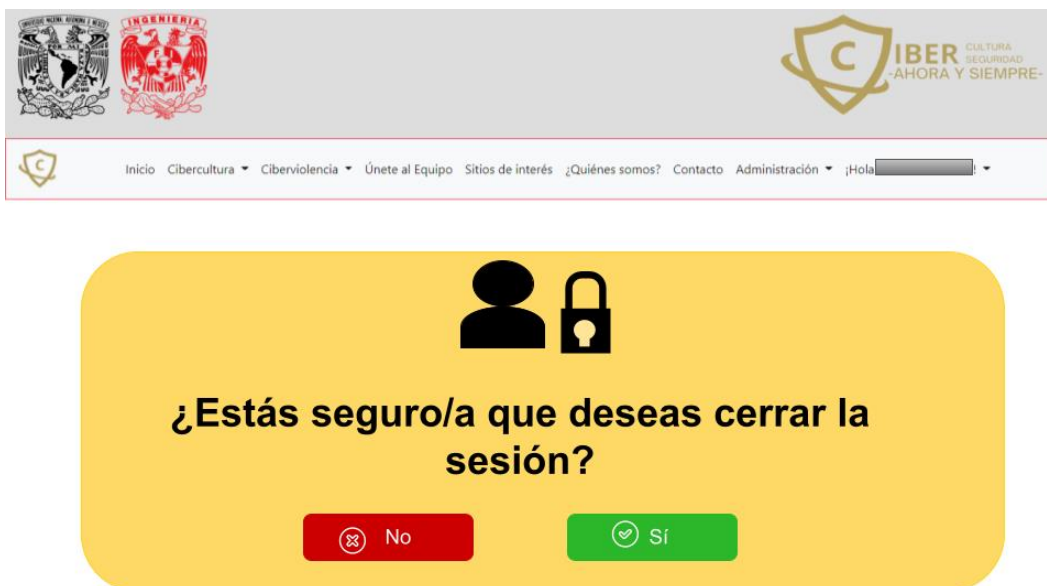 INGENIERIA
C IBER CULTURA SEGURIDAD
-AHORA Y SIEMPRE-
C
Inicio Cibercultura Ciberviolencia Únete al Equipo Sitios de interés ¿Quiénes somos? Contacto Administración ¡Hola !
¿Estás seguro/a que deseas cerrar la
sesión?
No Sí